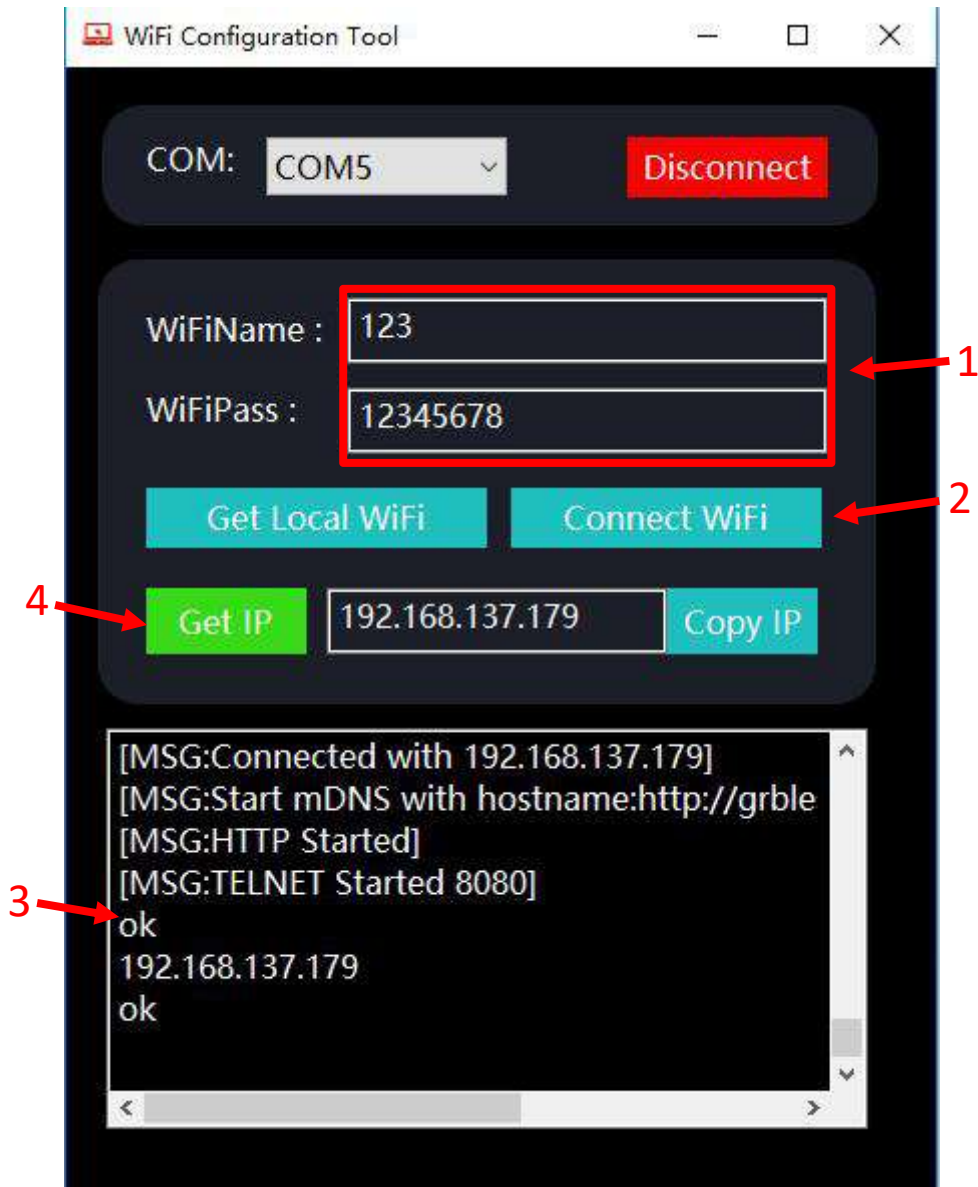 WiFi Configuration Tool
COM: COM5 Disconnect
WiFiName : 123
1
WiFiPass : 12345678
Get Local WiFi Connect WiFi
2
4
Get IP 192.168.137.179 Copy IP
[MSG:Connected with 192.168.137.179]
[MSG:Start mDNS with hostname:http://grble
[MSG:HTTP Started]
[MSG:TELNET Started 8080]
3
ok
192.168.137.179
ok